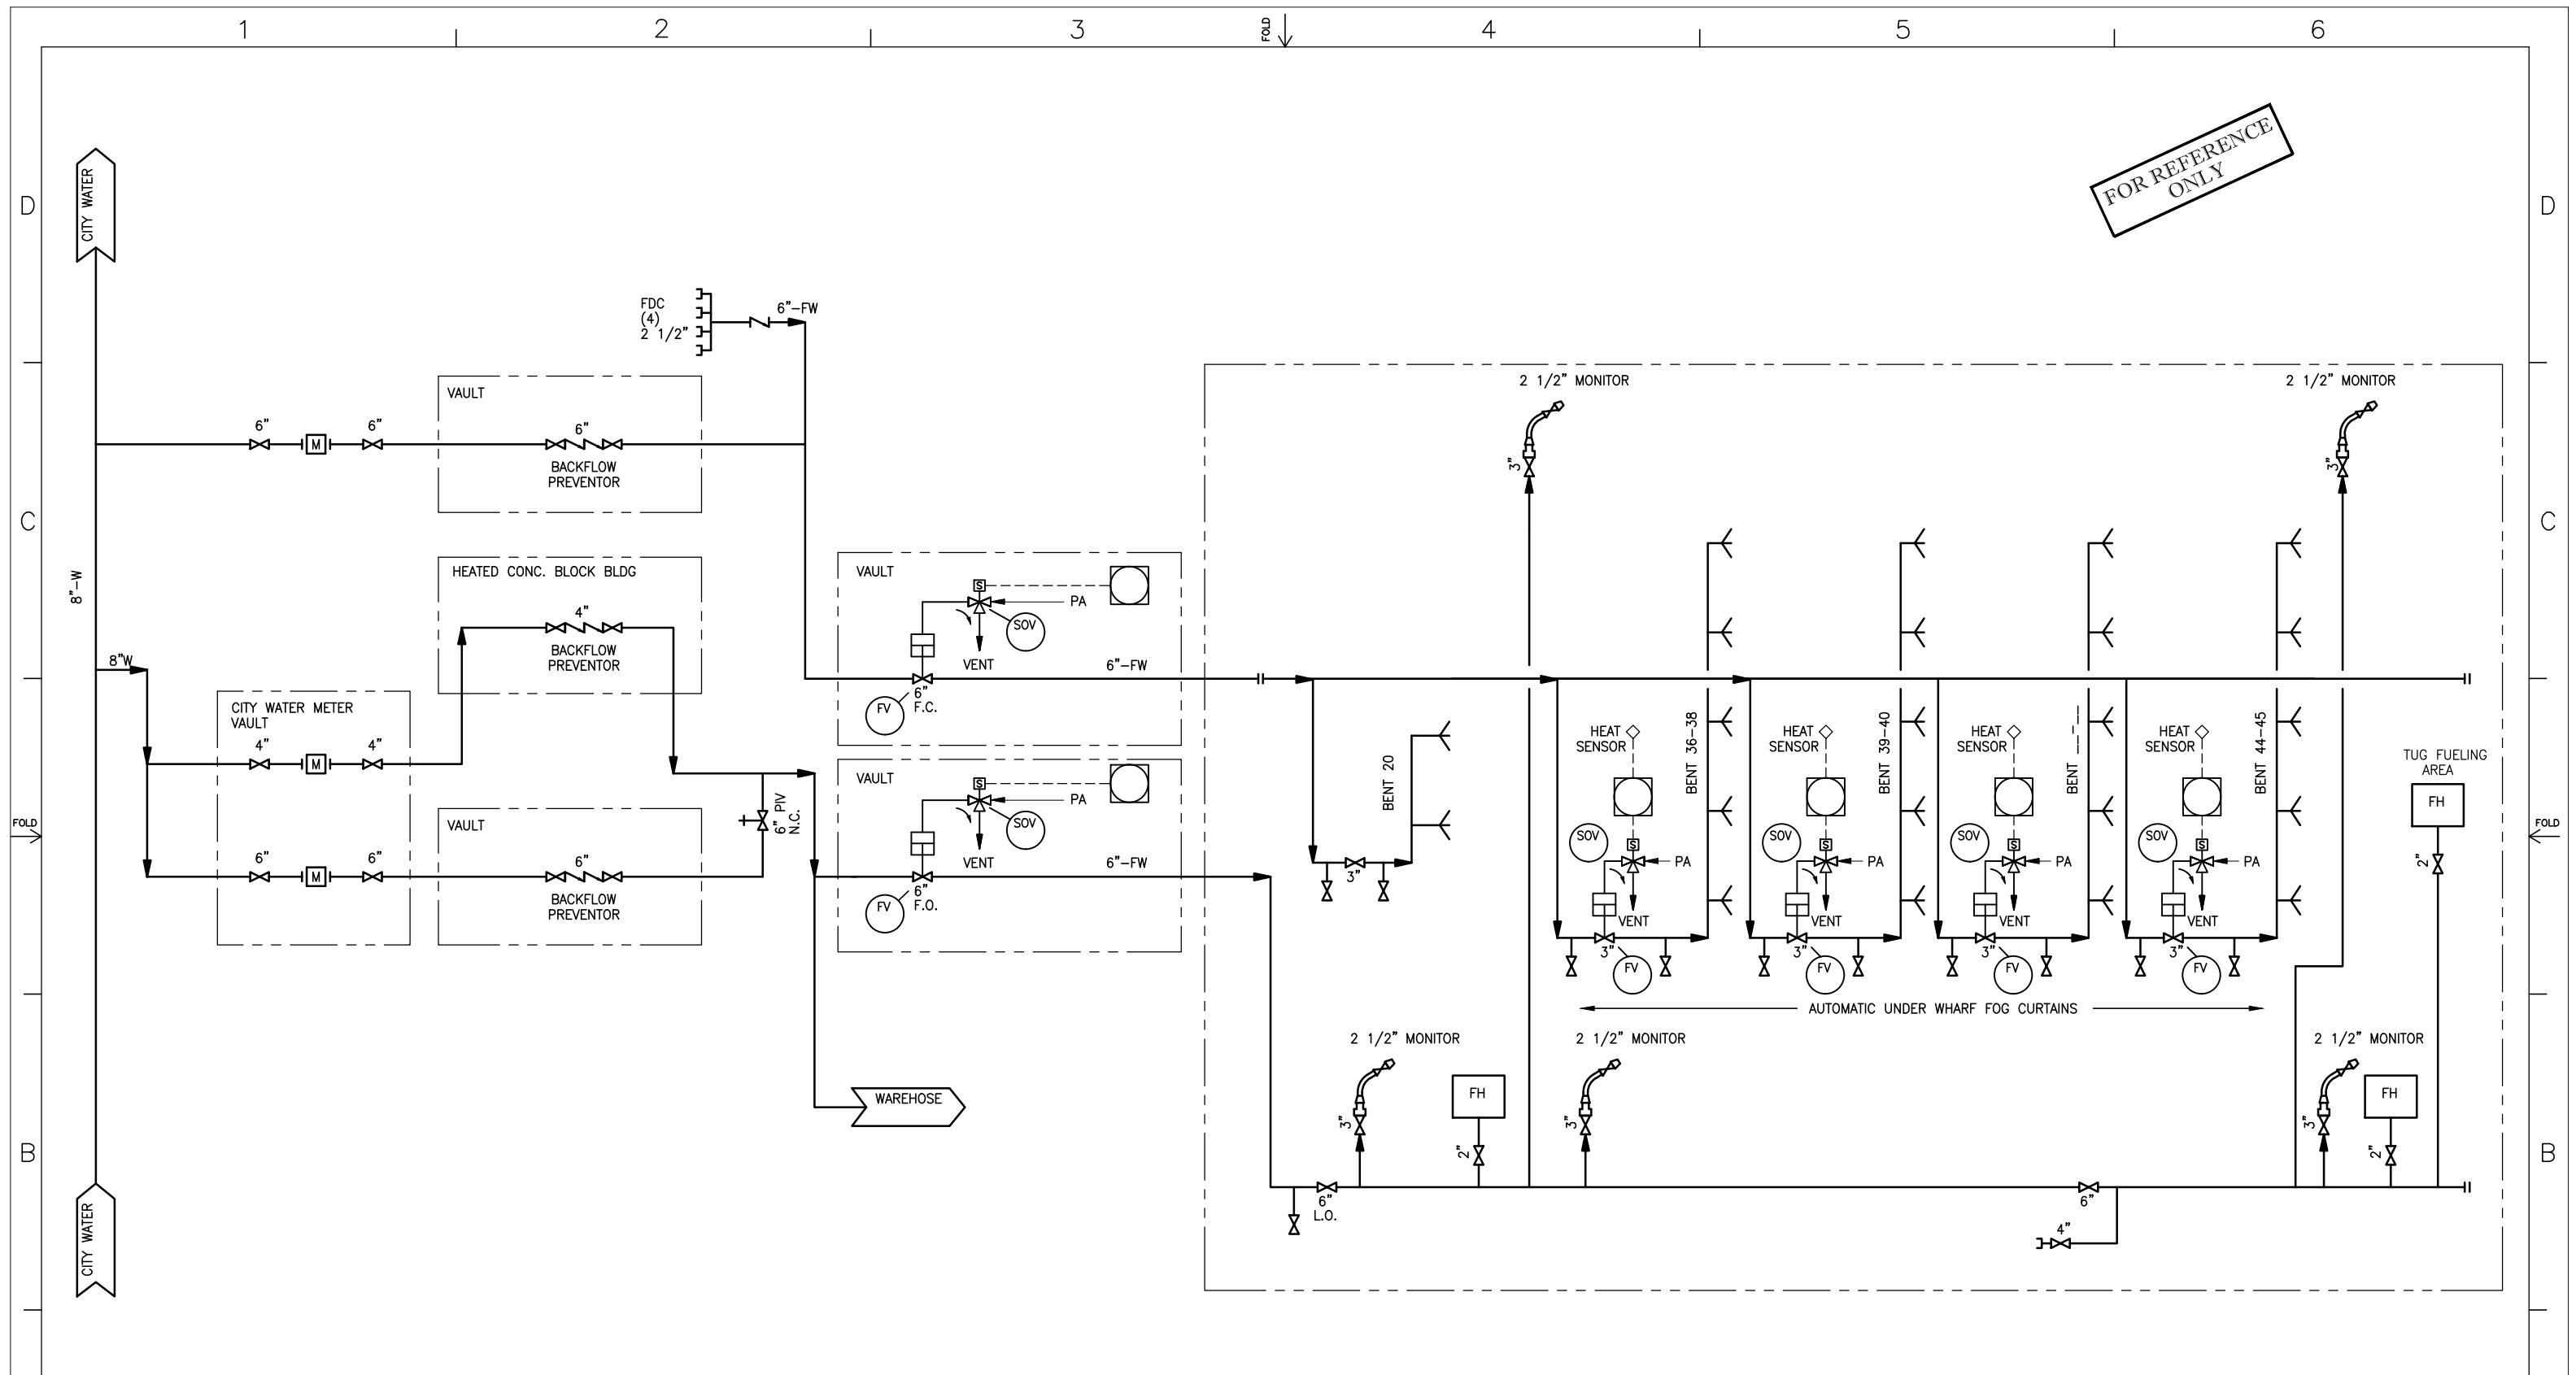 1
2
3
FOLD
4
5
6
FOR REFERENCE
ONLY
D
D
CITY WATER
FDC
(4)
2 1/2"
6"-FW
VAULT
6"
6"
6"
M
BACKFLOW
PREVENTOR
2 1/2" MONITOR
3"
2 1/2" MONITOR
3"
C
C
8"-W
HEATED CONC. BLOCK BLDG
4"
BACKFLOW
PREVENTOR
VAULT
S
PA
SOV
VENT
6"-FW
FV
6"
F.C.
8"W
CITY WATER METER
VAULT
4"
4"
M
6"
6"
M
VAULT
6"
BACKFLOW
PREVENTOR
6" PIV
N.C.
VAULT
S
PA
SOV
VENT
6"-FW
FV
6"
F.O.
BENT 20
3"
HEAT
SENSOR
BENT 36-38
SOV
S
PA
VENT
3"
FV
HEAT
SENSOR
BENT 39-40
SOV
S
PA
VENT
3"
FV
HEAT
SENSOR
BENT __-__
SOV
S
PA
VENT
3"
FV
HEAT
SENSOR
BENT 44-45
SOV
S
PA
VENT
3"
FV
TUG FUELING
AREA
FH
2"
FOLD
FOLD
AUTOMATIC UNDER WHARF FOG CURTAINS
2 1/2" MONITOR
3"
FH
2"
2 1/2" MONITOR
3"
2 1/2" MONITOR
3"
FH
2"
WAREHOSE
B
B
CITY WATER
6"
L.O.
6"
4"